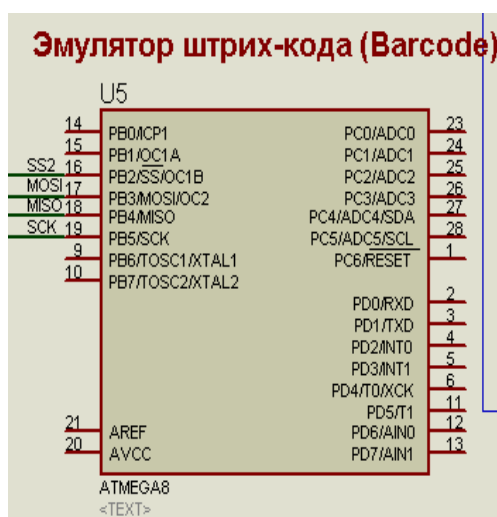 Эмулятор штрих-кода (Barcode)
U5
14 PB0/ICP1 PC0/ADC0 23
15 PB1/OC1A PC1/ADC1 24
SS2 16 PB2/SS/OC1B PC2/ADC2 25
MOSI 17 PB3/MOSI/OC2 PC3/ADC3 26
MISO 18 PB4/MISO PC4/ADC4/SDA 27
SCK 19 PB5/SCK PC5/ADC5/SCL 28
9 PB6/TOSC1/XTAL1 PC6/RESET 1
10 PB7/TOSC2/XTAL2
PD0/RXD 2
PD1/TXD 3
PD2/INT0 4
PD3/INT1 5
PD4/T0/XCK 6
PD5/T1 11
21 AREF PD6/AIN0 12
20 AVCC PD7/AIN1 13
ATMEGA8
<TEXT>